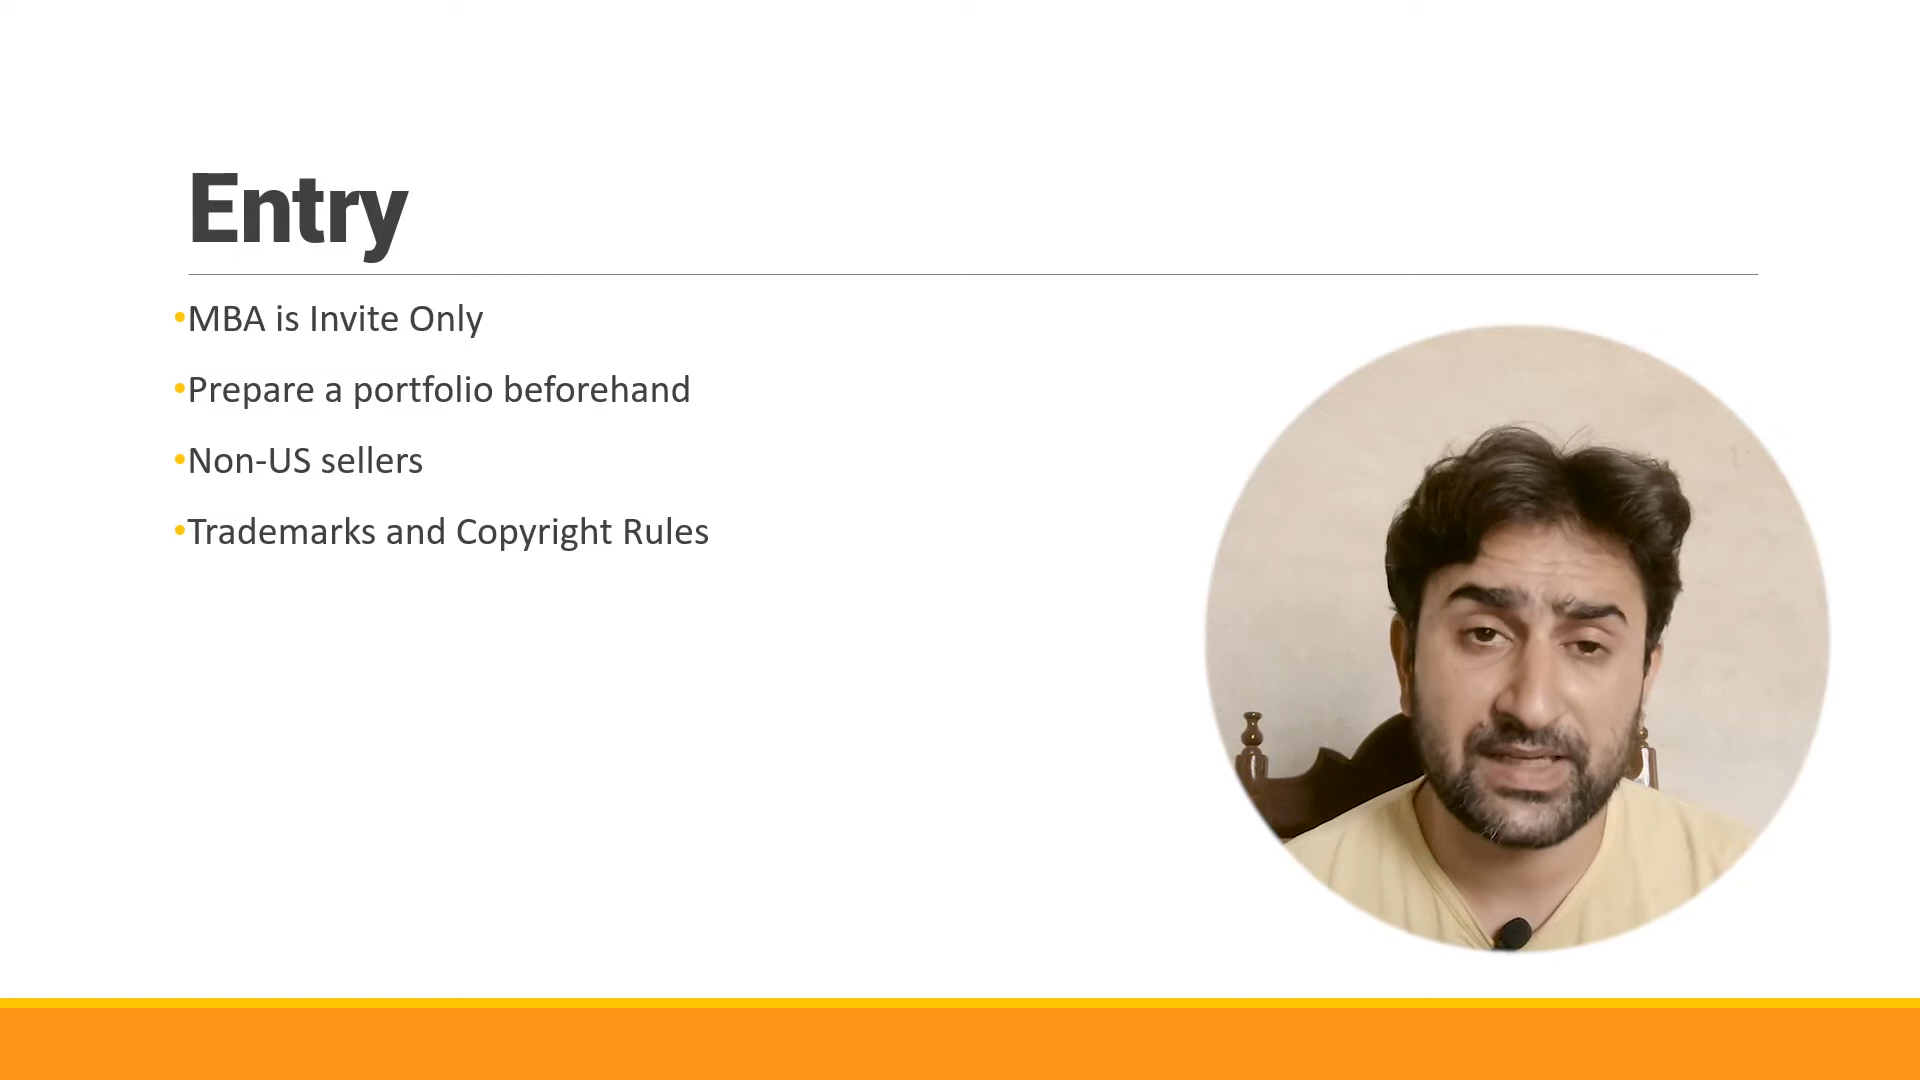 Entry
•MBA is Invite Only
•Prepare a portfolio beforehand
•Non-US sellers
•Trademarks and Copyright Rules